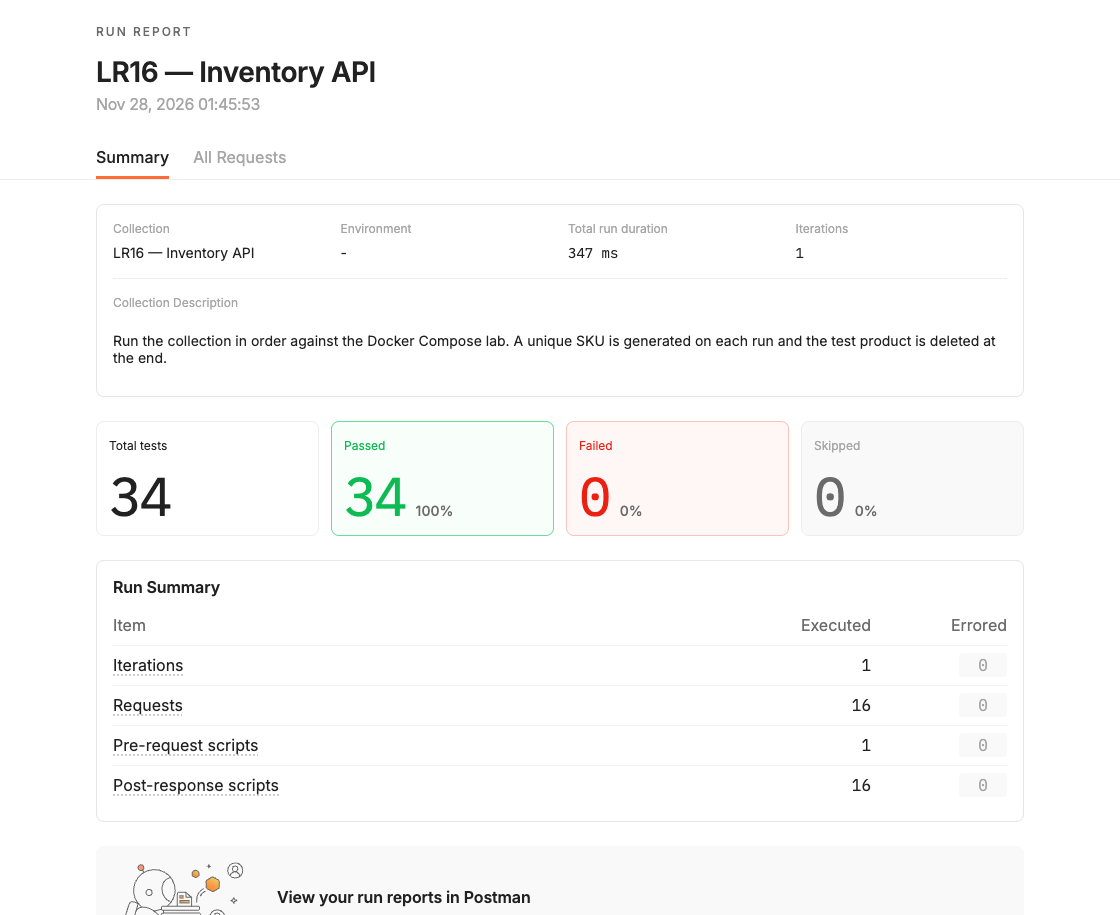 RUN REPORT
LR16 — Inventory API
Nov 28, 2026 01:45:53
Summary All Requests
Collection Environment Total run duration Iterations
LR16 — Inventory API - 347 ms 1
Collection Description
Run the collection in order against the Docker Compose lab. A unique SKU is generated on each run and the test product is deleted at
the end.
Total tests Passed Failed Skipped
34 34 100% 0 0% 0 0%
Run Summary
Item Executed Errored
Iterations 1 0
Requests 16 0
Pre-request scripts 1 0
Post-response scripts 16 0
View your run reports in Postman